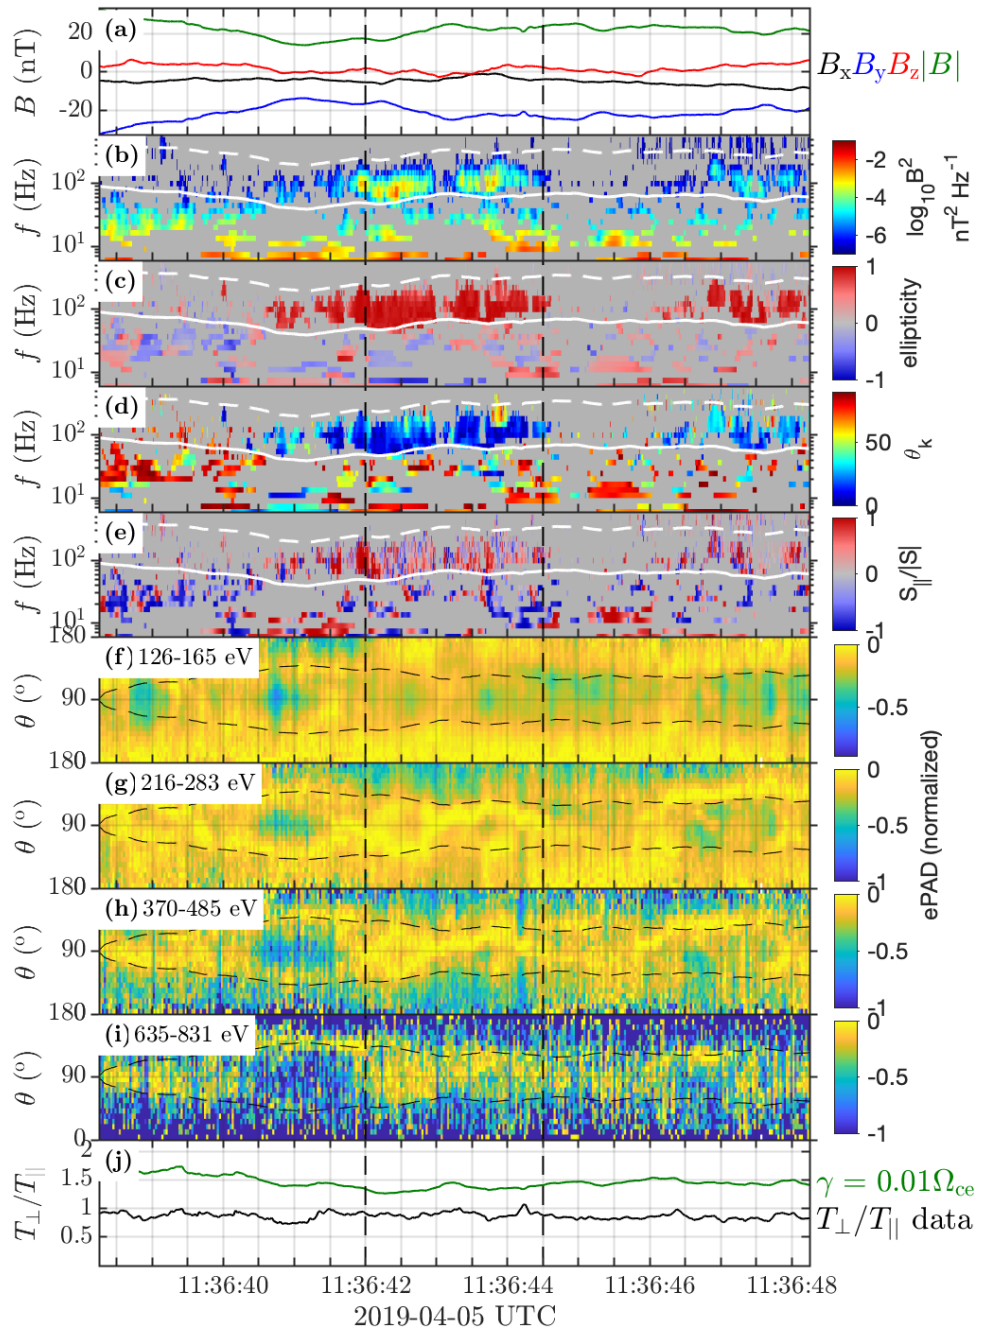 (a)
20
0
-20
B (nT)
BxByBz|B|
(b)
10²
10¹
f (Hz)
-2
-4
-6
log₁₀B²
nT² Hz⁻¹
(c)
10²
10¹
f (Hz)
1
0
-1
ellipticity
(d)
10²
10¹
f (Hz)
50
0
θk
(e)
10²
10¹
f (Hz)
1
0
-1
S||/|S|
180
(f) 126-165 eV
90
180
θ (°)
0
-0.5
(g) 216-283 eV
90
180
θ (°)
0
-0.5
-1
ePAD (normalized)
(h) 370-485 eV
90
180
θ (°)
0
-0.5
-1
(i) 635-831 eV
90
0
θ (°)
0
-0.5
-1
(j)
2
1.5
1
0.5
T⊥/T||
γ = 0.01Ωce
T⊥/T|| data
11:36:40 11:36:42 11:36:44 11:36:46 11:36:48
2019-04-05 UTC